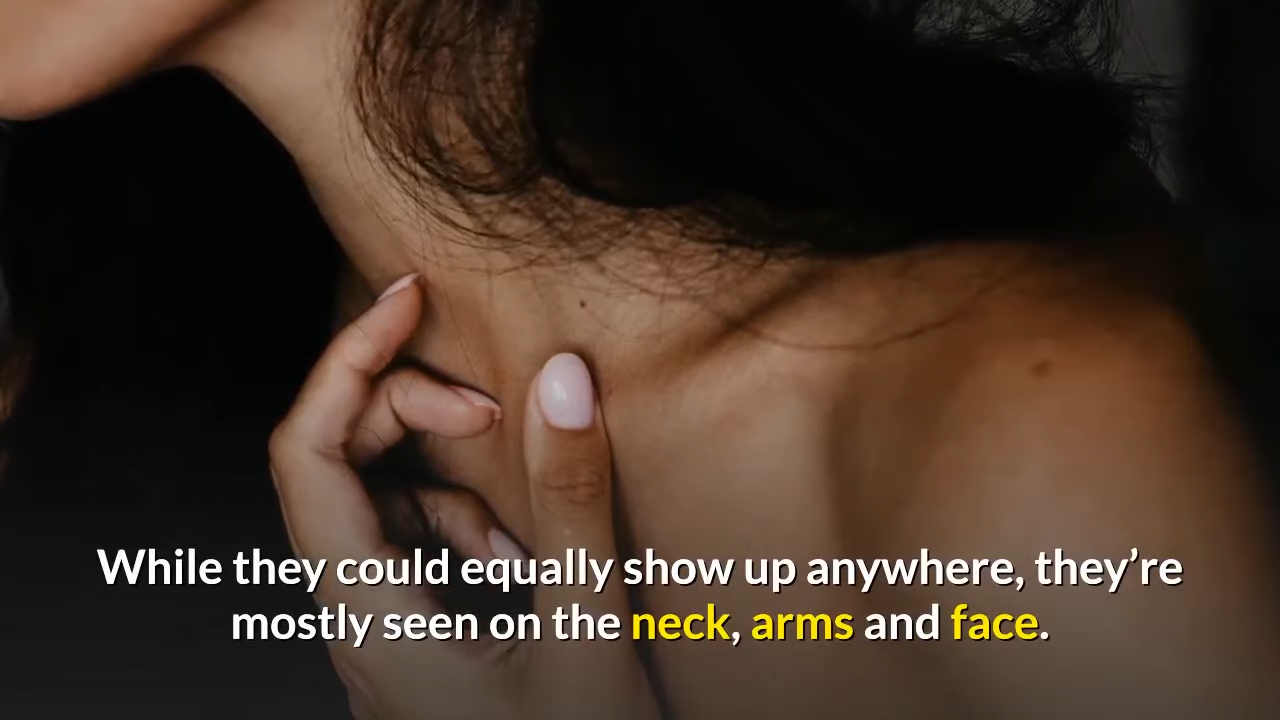 While they could equally show up anywhere, they’re
mostly seen on the neck, arms and face.